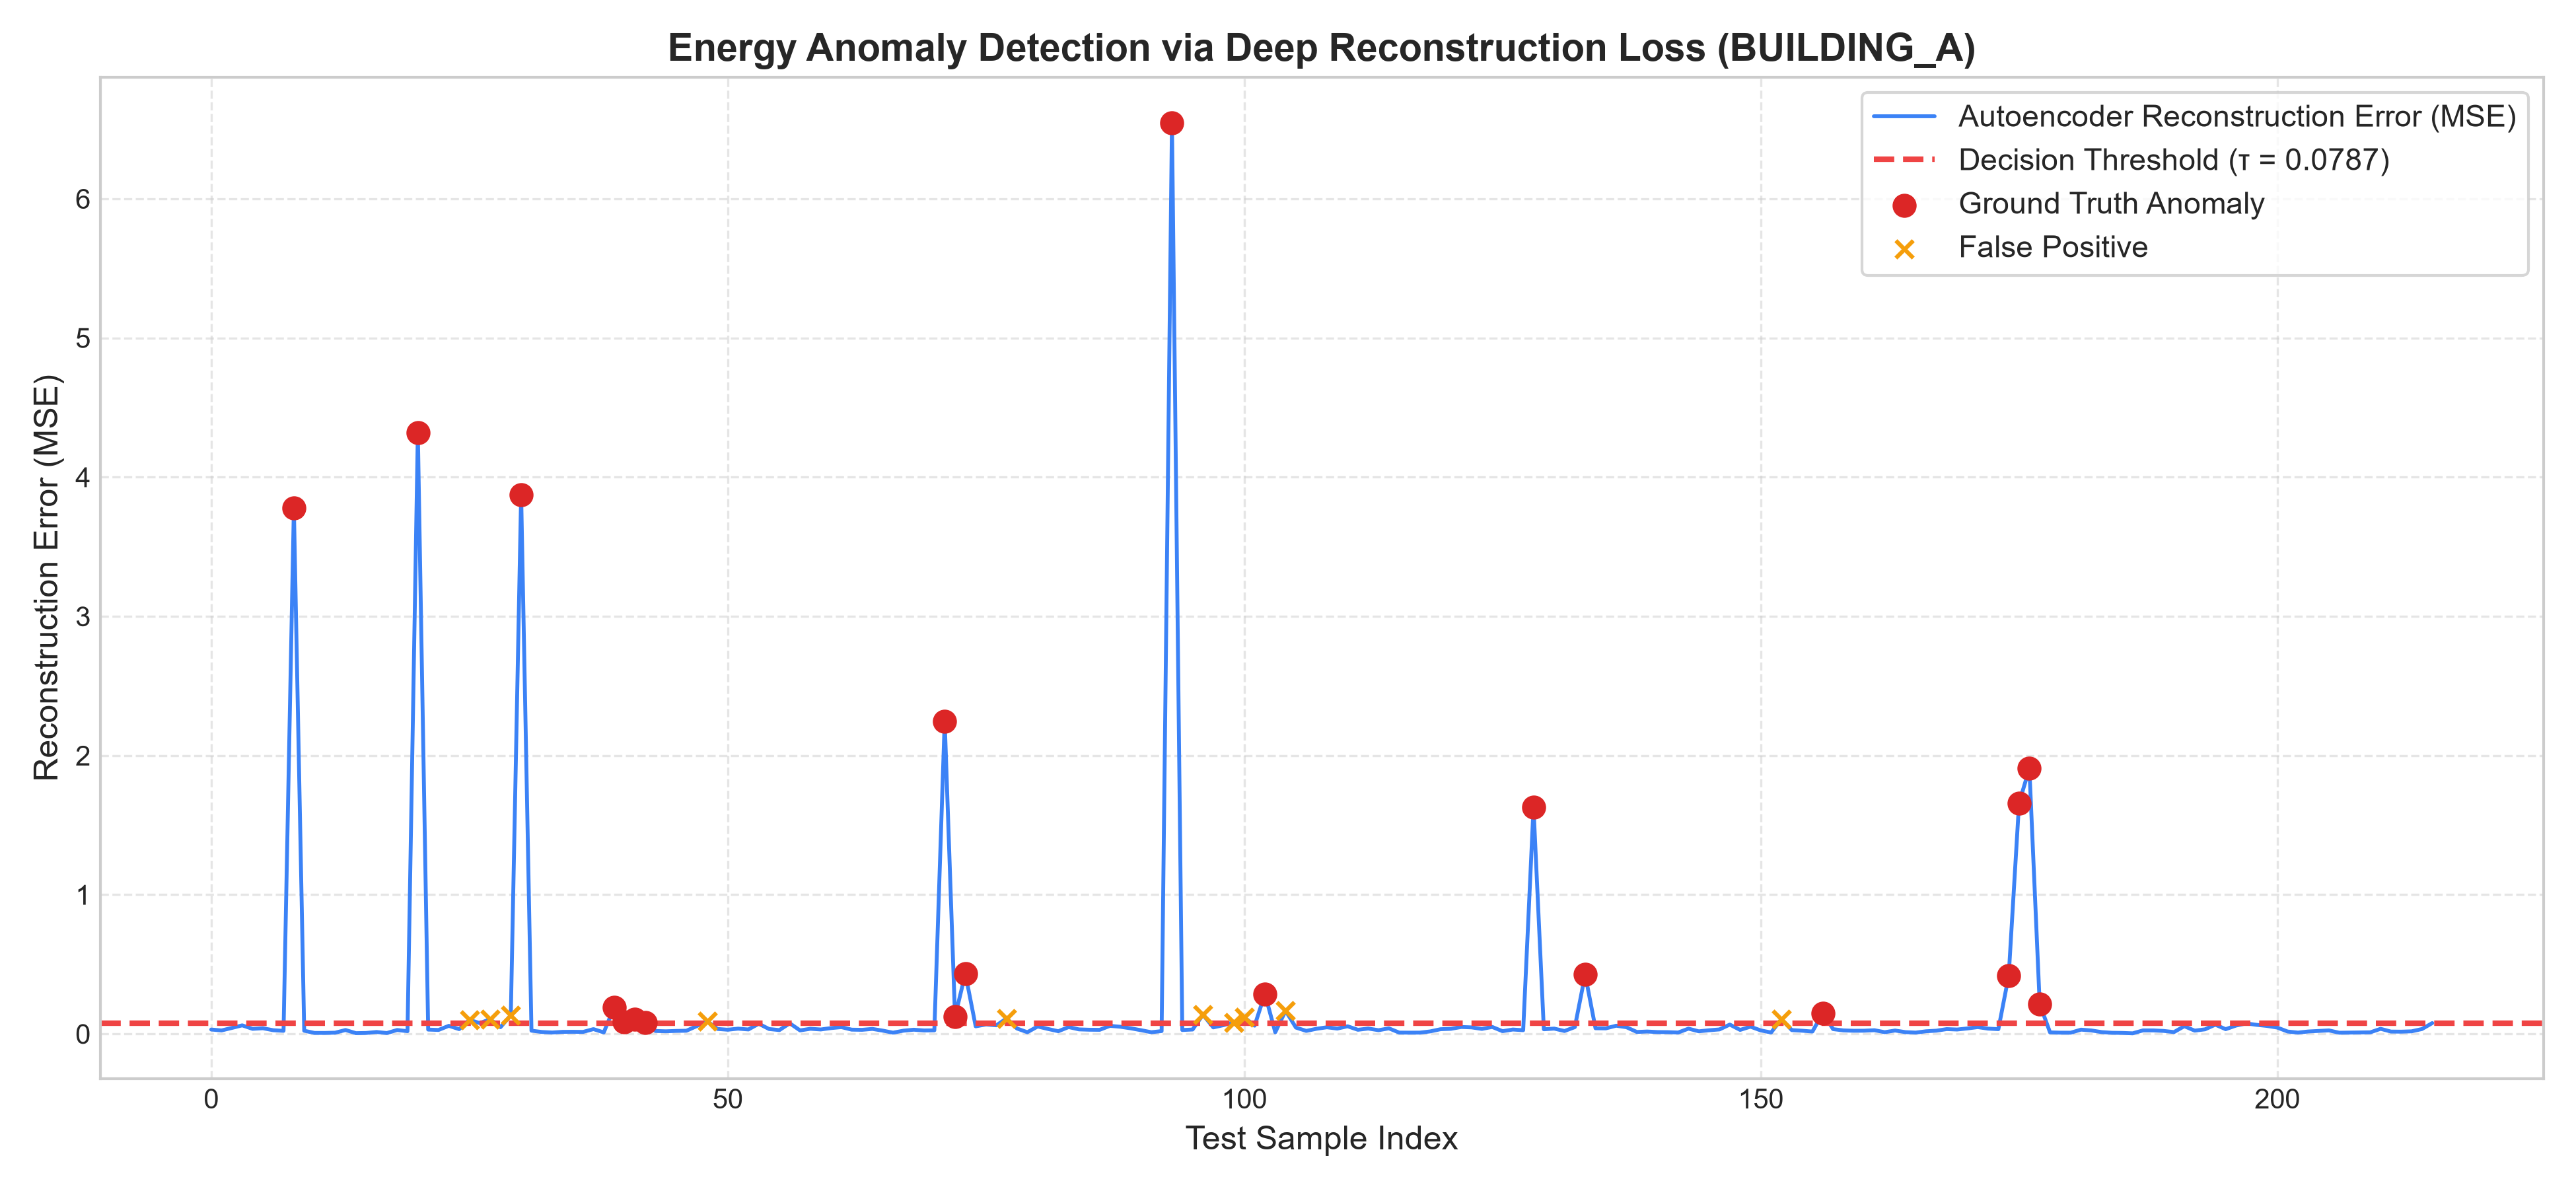 Energy Anomaly Detection via Deep Reconstruction Loss (BUILDING_A)
Autoencoder Reconstruction Error (MSE)
Decision Threshold (τ = 0.0787)
Ground Truth Anomaly
False Positive
Reconstruction Error (MSE)
6
5
4
3
2
1
0
0 50 100 150 200
Test Sample Index